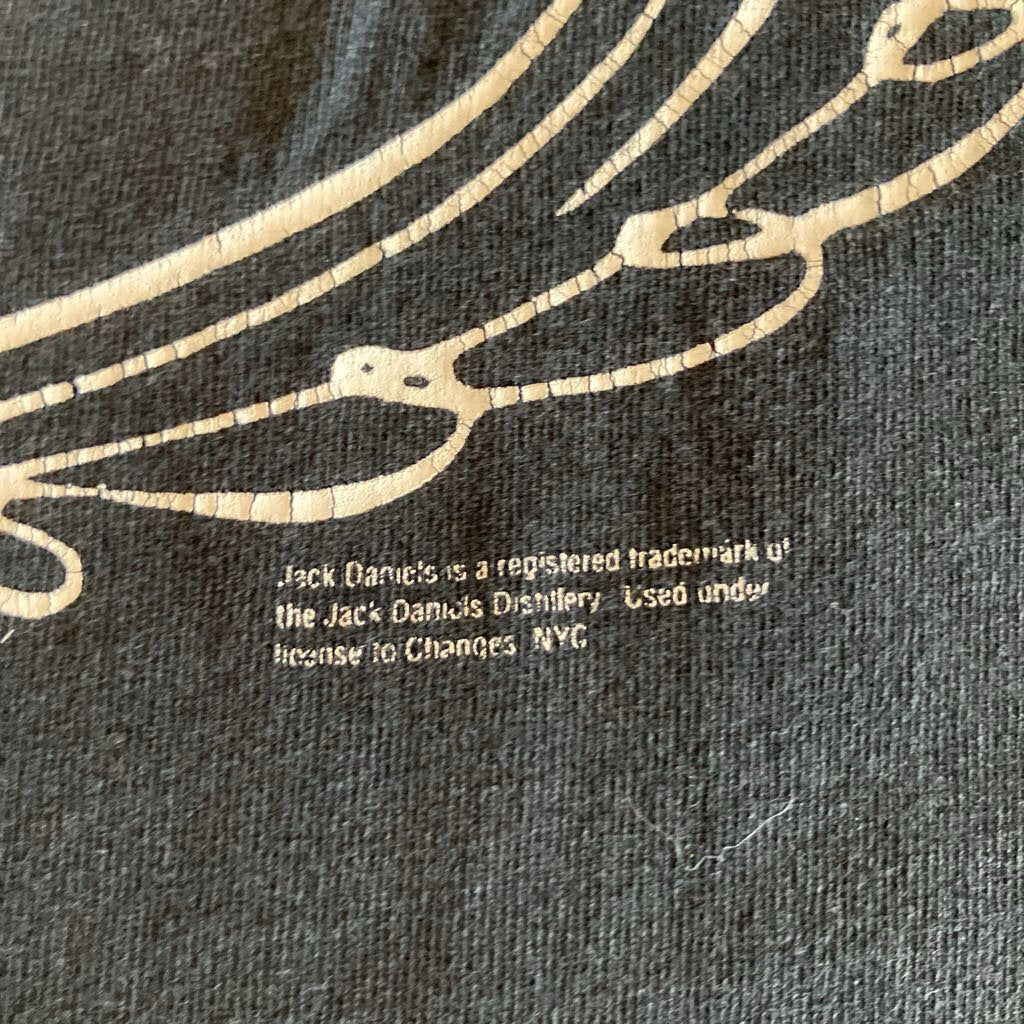 Jack Daniels is a registered trademark of
the Jack Daniels Distillery Used under
license to Changes NYC